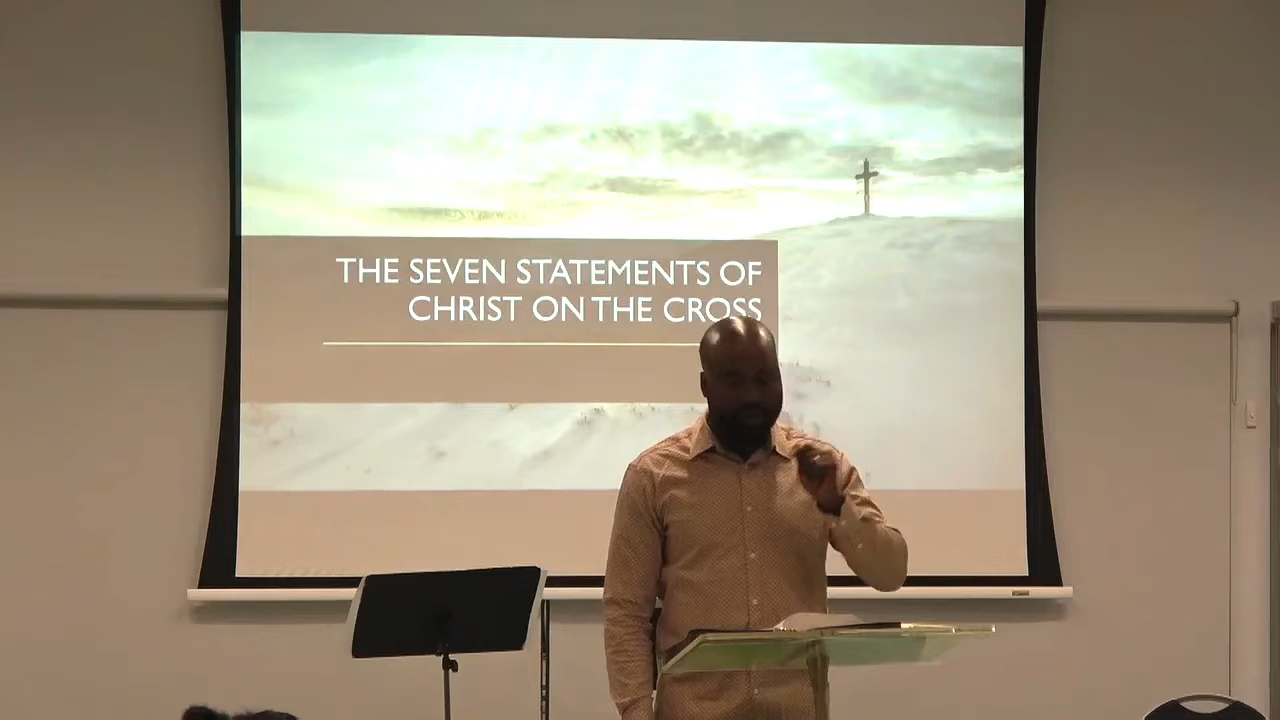 THE SEVEN STATEMENTS OF
CHRIST ON THE CROSS